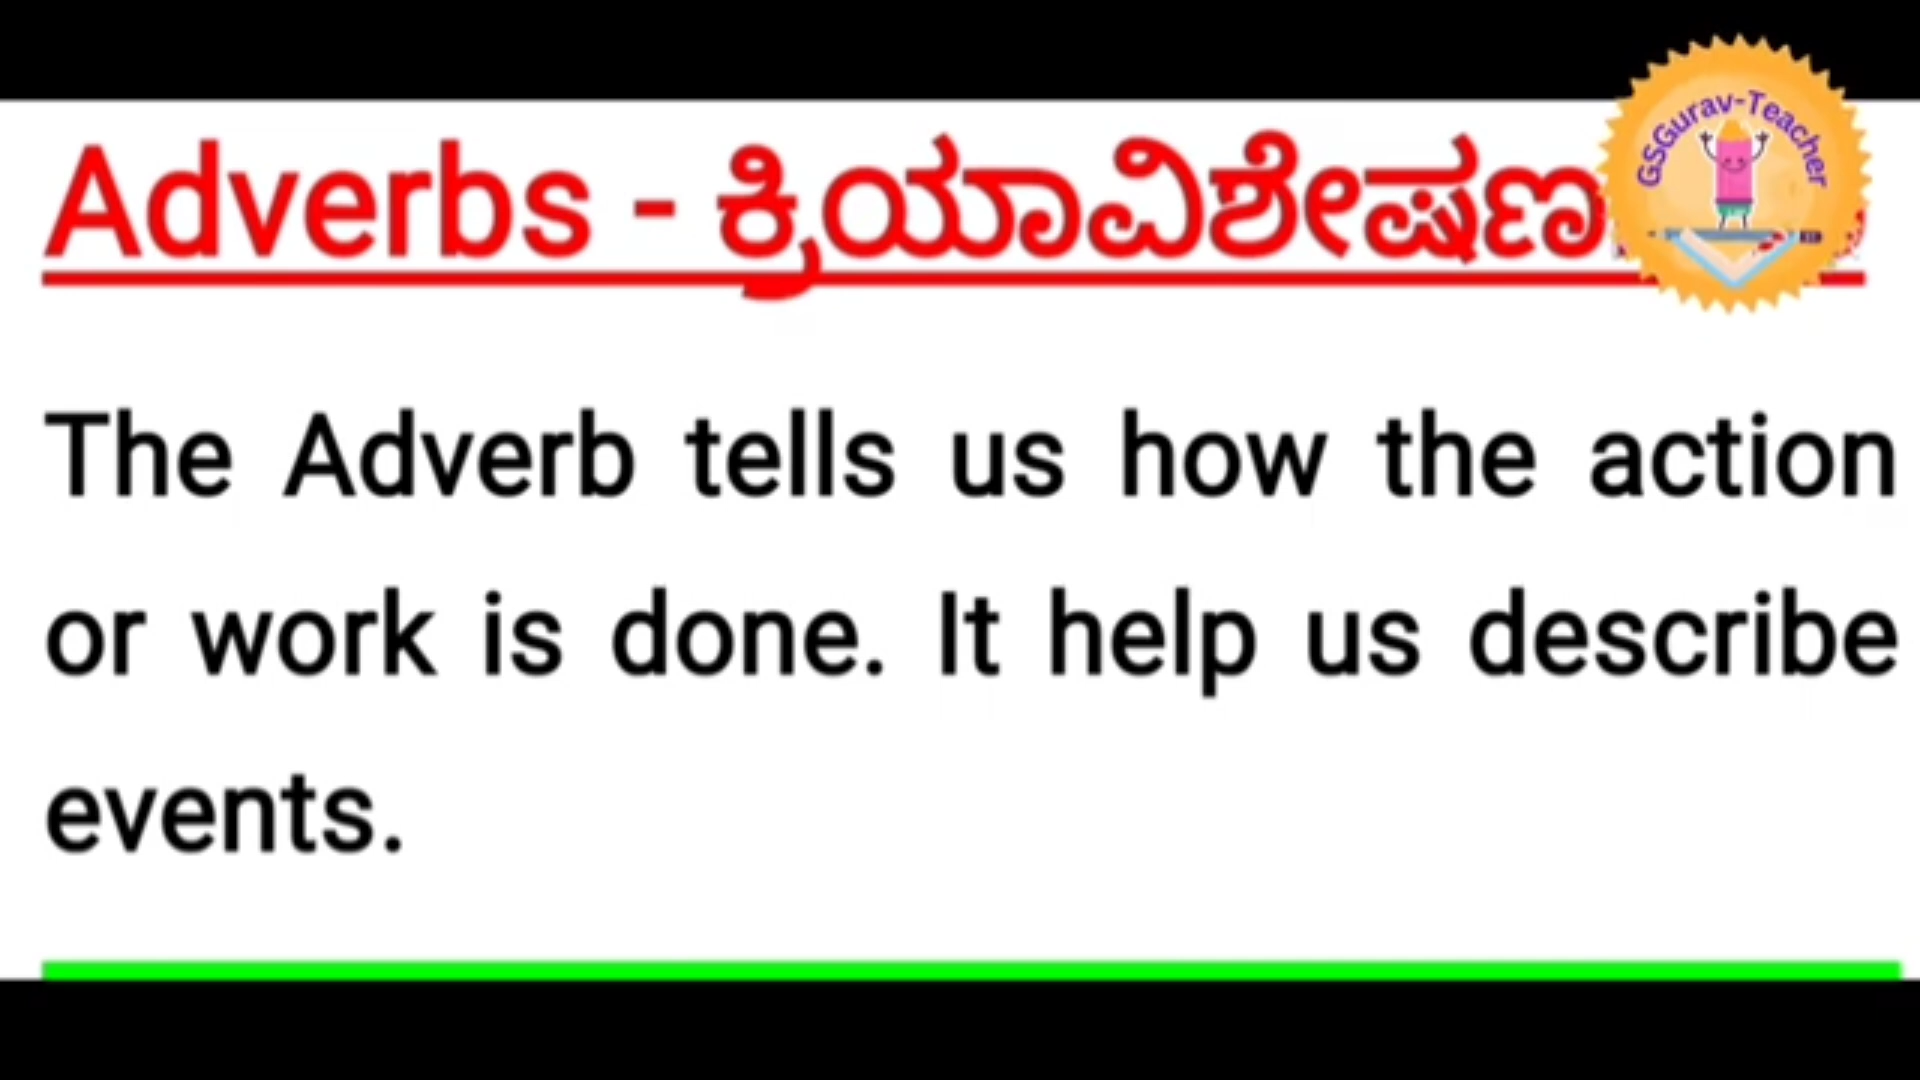 Adverbs - ಕ್ರಿಯಾವಿಶೇಷಣ
GSGurav-Teacher
The Adverb tells us how the action
or work is done. It help us describe
events.